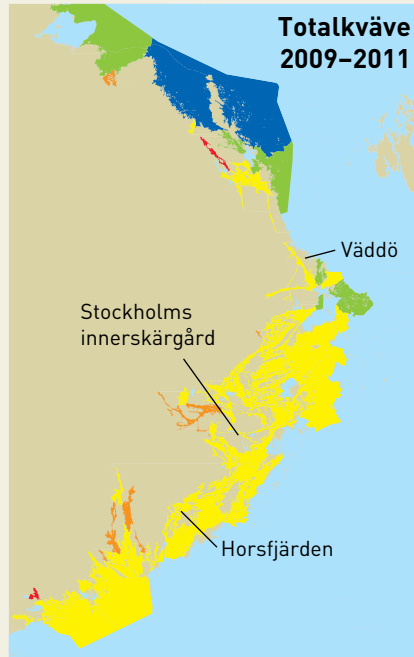 Totalkväve
2009–2011
Väddö
Stockholms
innerskärgård
Horsfjärden